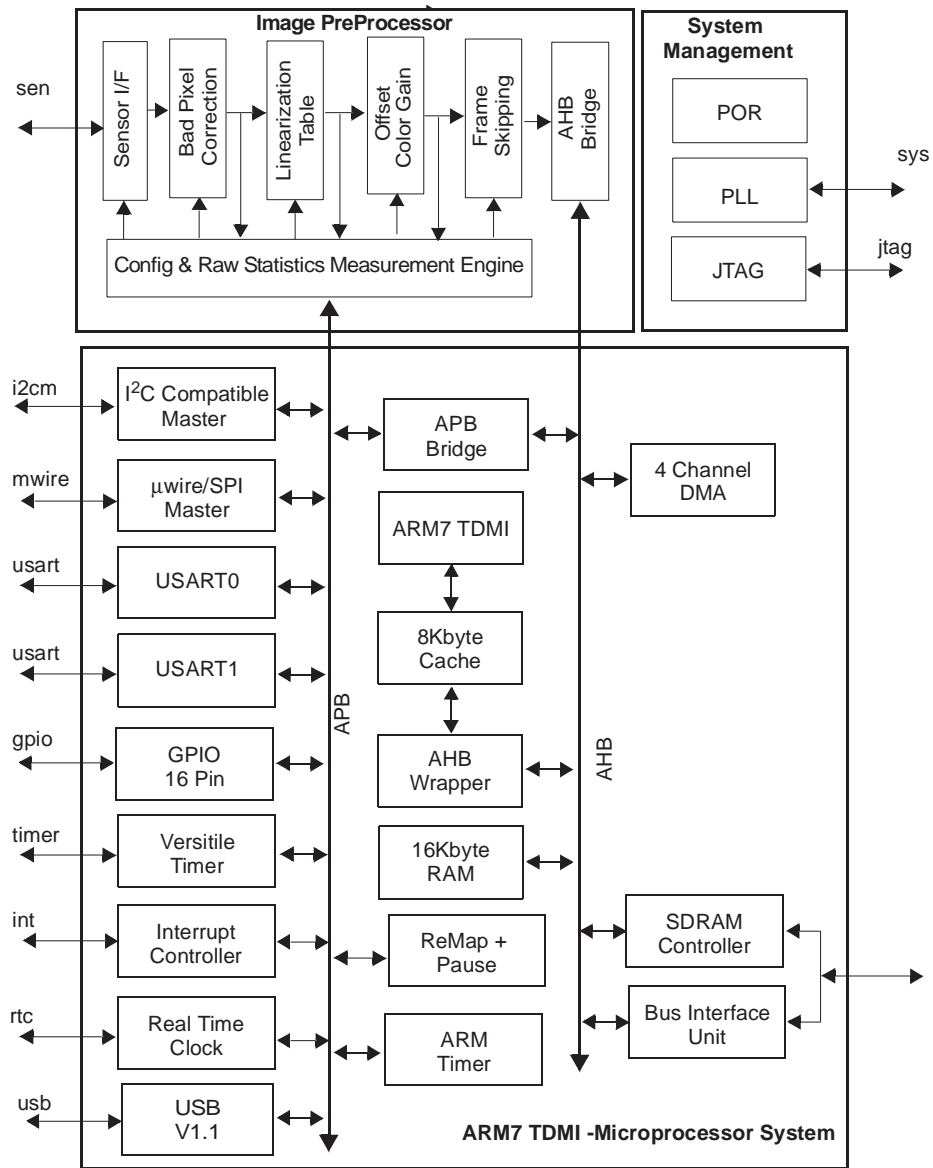 Image PreProcessor
System
Management
sen
Sensor I/F
Bad Pixel
Correction
Linearization
Table
Offset
Color Gain
Frame
Skipping
AHB
Bridge
POR
PLL
sys
JTAG
jtag
Config & Raw Statistics Measurement Engine
i2cm
I²C Compatible
Master
APB
Bridge
4 Channel
DMA
mwire
μwire/SPI
Master
ARM7 TDMI
usart
USART0
8Kbyte
Cache
usart
USART1
APB
AHB
gpio
GPIO
16 Pin
AHB
Wrapper
timer
Versitile
Timer
16Kbyte
RAM
int
Interrupt
Controller
ReMap +
Pause
SDRAM
Controller
rtc
Real Time
Clock
ARM
Timer
Bus Interface
Unit
usb
USB
V1.1
ARM7 TDMI -Microprocessor System